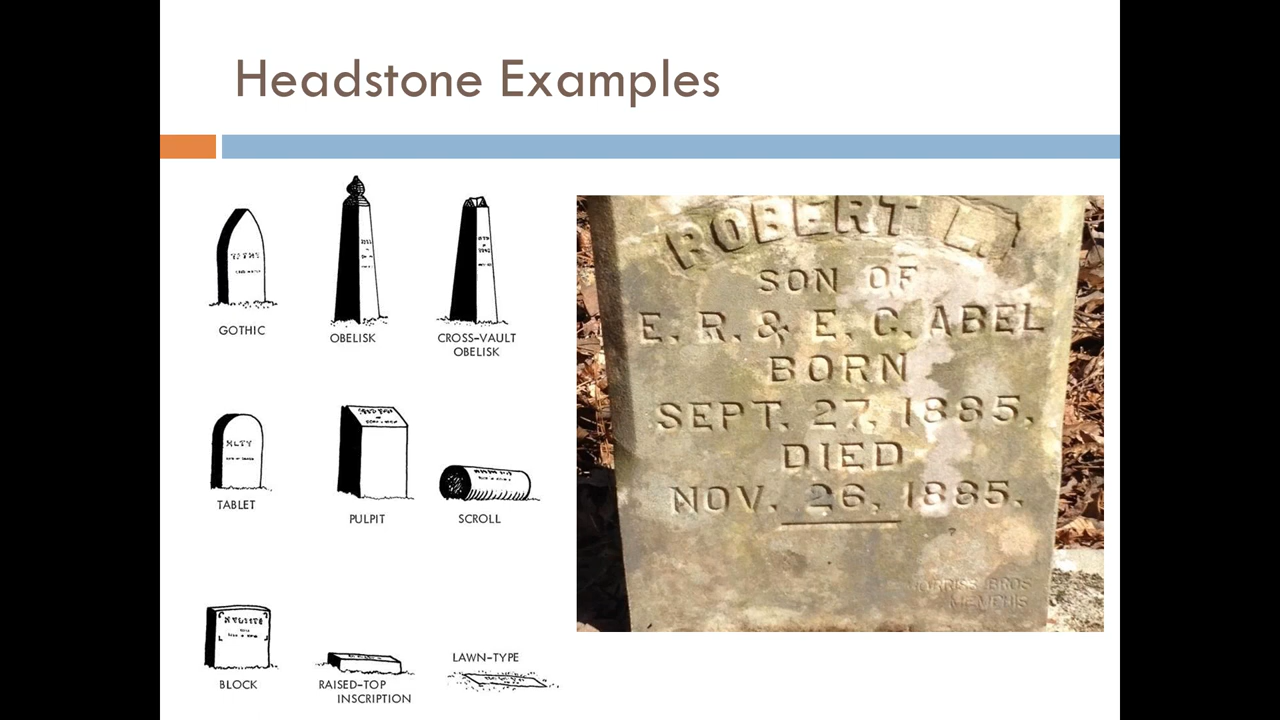 Headstone Examples
GOTHIC
OBELISK
CROSS-VAULT
OBELISK
TABLET
PULPIT
SCROLL
BLOCK
RAISED-TOP
INSCRIPTION
LAWN-TYPE
ROBERT L.
SON OF
E. R. & E. C. ABEL
BORN
SEPT. 27, 1885.
DIED
NOV. 26, 1885.
BROS
MEMPHIS